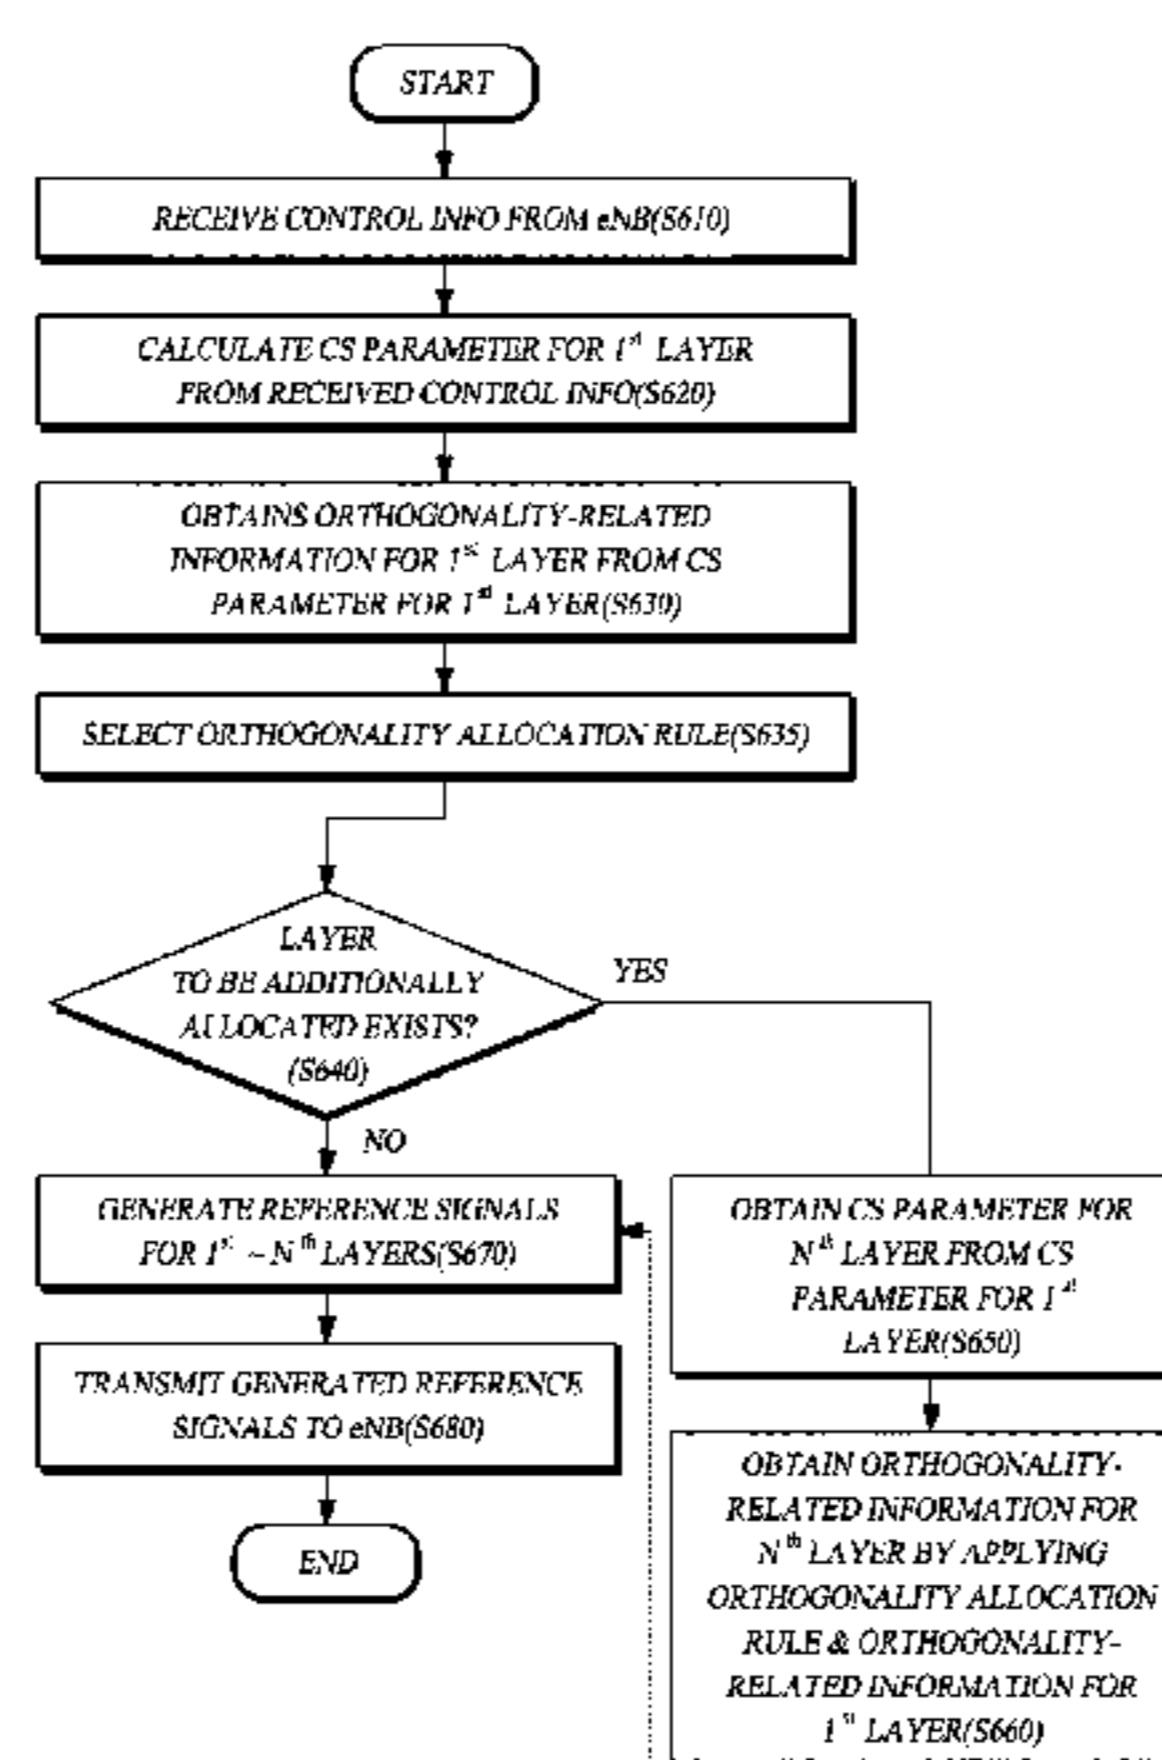 START
RECEIVE CONTROL INFO FROM eNB(S610)
CALCULATE CS PARAMETER FOR 1st LAYER
FROM RECEIVED CONTROL INFO(S620)
OBTAINS ORTHOGONALITY-RELATED
INFORMATION FOR 1st LAYER FROM CS
PARAMETER FOR 1st LAYER(S630)
SELECT ORTHOGONALITY ALLOCATION RULE(S635)
LAYER
TO BE ADDITIONALLY
ALLOCATED EXISTS?
(S640)
YES
NO
GENERATE REFERENCE SIGNALS
FOR 1st ~ Nth LAYERS(S670)
TRANSMIT GENERATED REFERENCE
SIGNALS TO eNB(S680)
END
OBTAIN CS PARAMETER FOR
Nth LAYER FROM CS
PARAMETER FOR 1st
LAYER(S650)
OBTAIN ORTHOGONALITY-
RELATED INFORMATION FOR
Nth LAYER BY APPLYING
ORTHOGONALITY ALLOCATION
RULE & ORTHOGONALITY-
RELATED INFORMATION FOR
1st LAYER(S660)